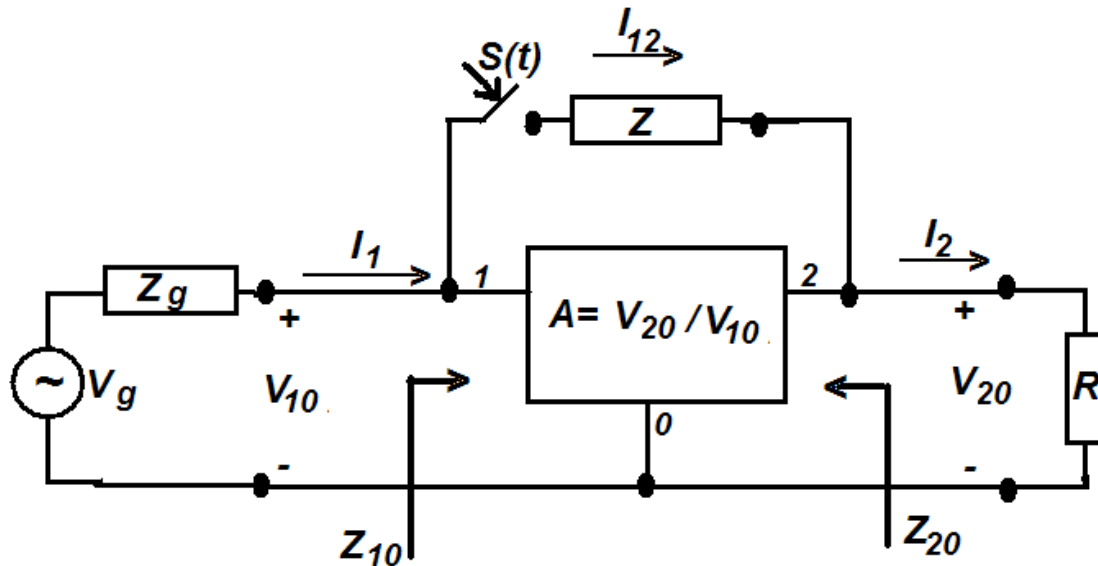 I12
S(t)
Z
I1
I2
Zg
1
2
+
A= V20 / V10
+
~
Vg
V10
0
V20
R
-
-
Z10
Z20